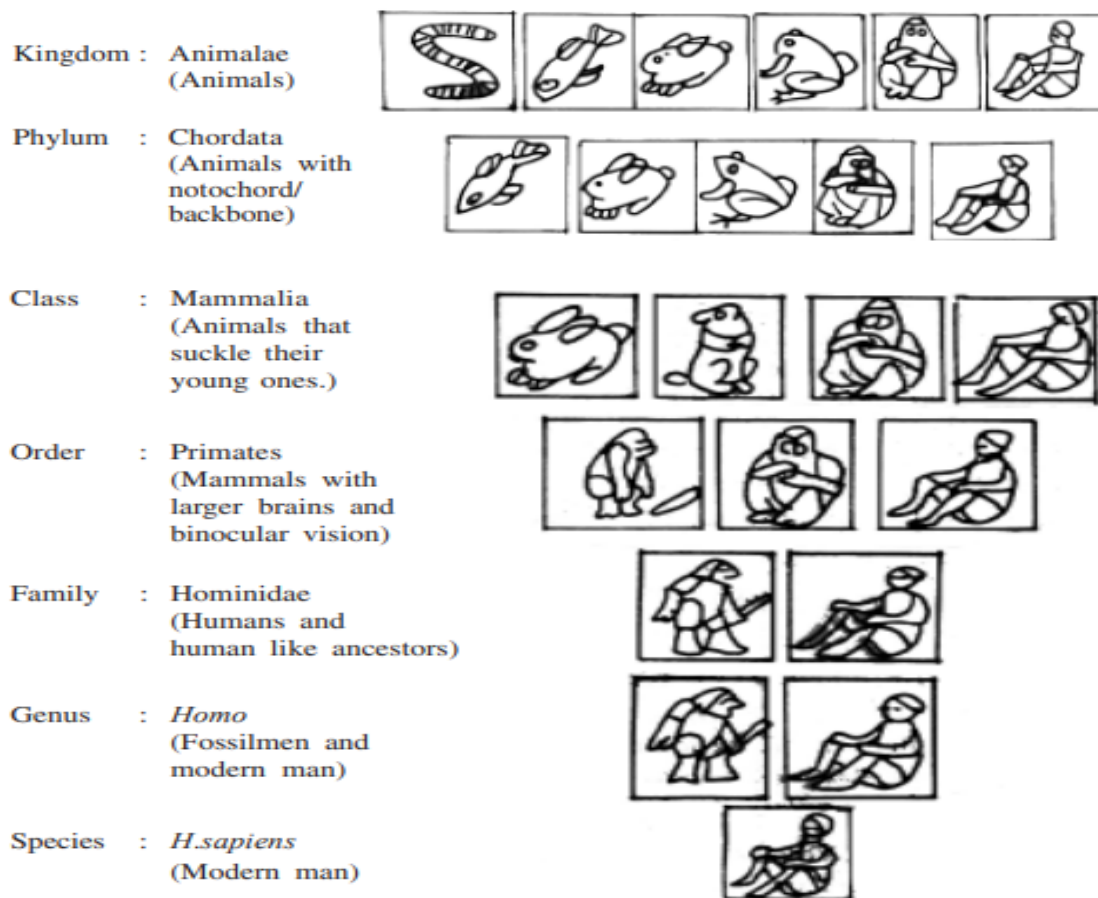 Kingdom : Animalae
(Animals)
Phylum : Chordata
(Animals with
notochord/
backbone)
Class : Mammalia
(Animals that
suckle their
young ones.)
Order : Primates
(Mammals with
larger brains and
binocular vision)
Family : Hominidae
(Humans and
human like ancestors)
Genus : Homo
(Fossilmen and
modern man)
Species : H.sapiens
(Modern man)